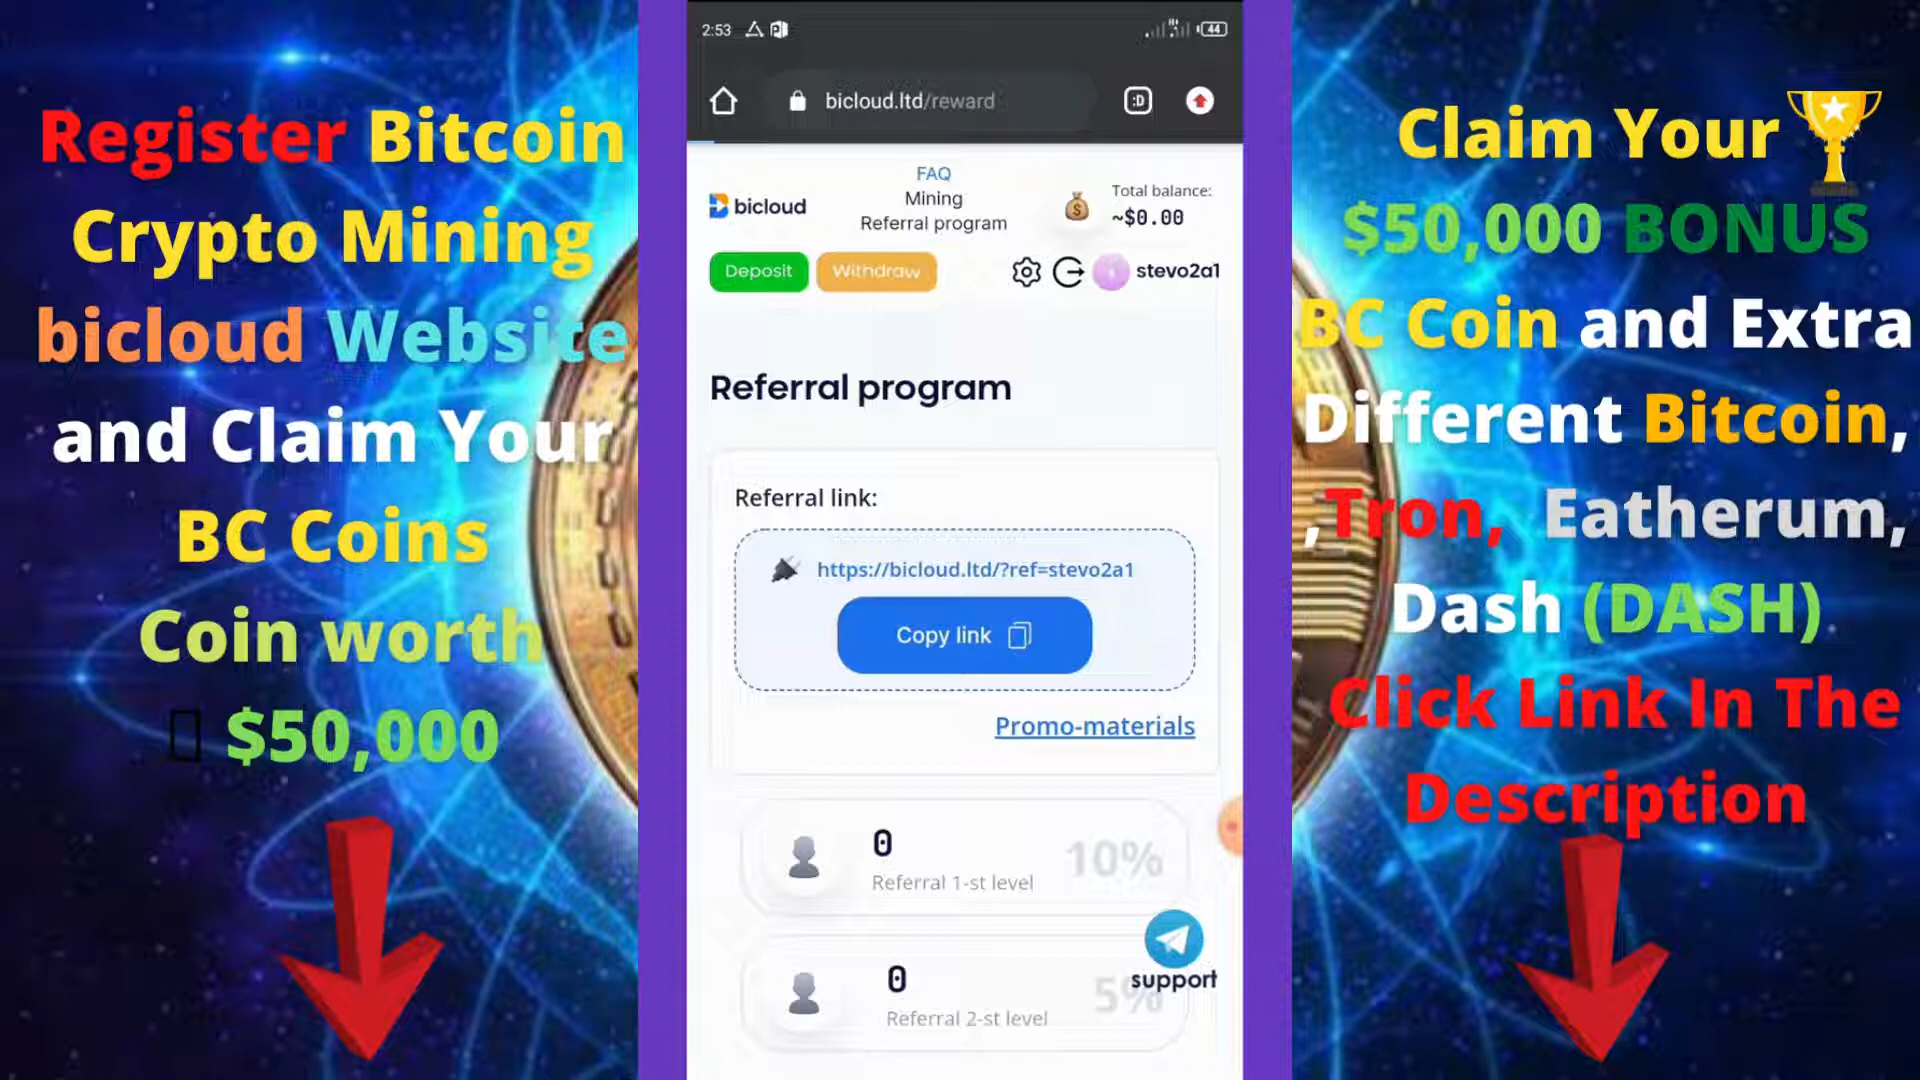 Register Bitcoin
Crypto Mining
bicloud Website
and Claim Your
BC Coins
Coin worth
$50,000
2:53
44
bicloud.ltd/reward
:D
bicloud
FAQ
Mining
Referral program
Total balance:
~$0.00
Deposit
Withdraw
stevo2a1
Referral program
Referral link:
https://bicloud.ltd/?ref=stevo2a1
Copy link
Promo-materials
0
Referral 1-st level
10%
0
Referral 2-st level
5%
support
Claim Your
$50,000 BONUS
BC Coin and Extra
Different Bitcoin,
,Tron, Eatherum,
Dash (DASH)
Click Link In The
Description